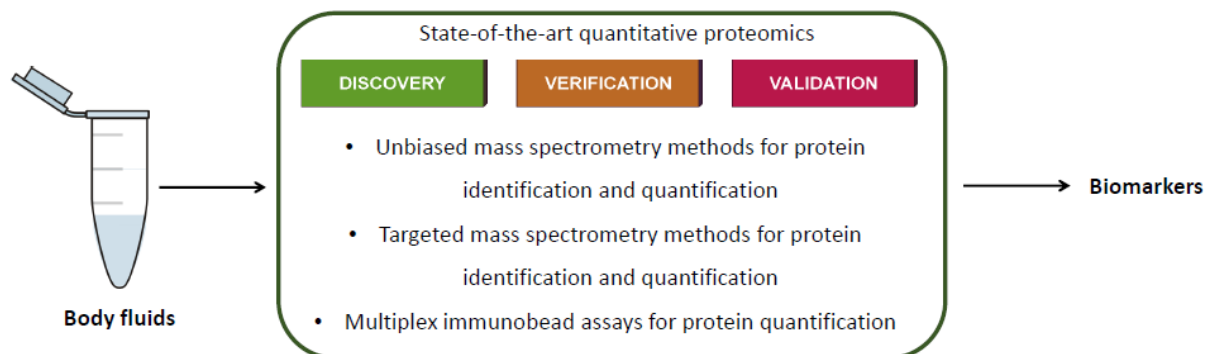 State-of-the-art quantitative proteomics
DISCOVERY VERIFICATION VALIDATION
• Unbiased mass spectrometry methods for protein
identification and quantification
• Targeted mass spectrometry methods for protein
identification and quantification
• Multiplex immunobead assays for protein quantification
Body fluids
Biomarkers